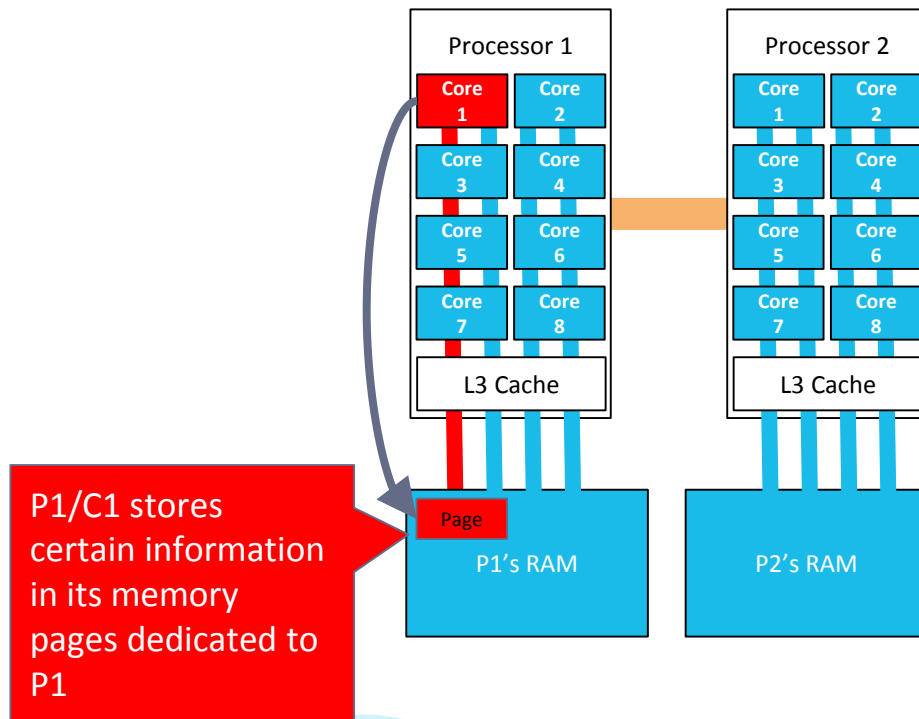 Processor 1
Processor 2
Core
1
Core
2
Core
1
Core
2
Core
3
Core
4
Core
3
Core
4
Core
5
Core
6
Core
5
Core
6
Core
7
Core
8
Core
7
Core
8
L3 Cache
L3 Cache
Page
P1's RAM
P2's RAM
P1/C1 stores
certain information
in its memory
pages dedicated to
P1